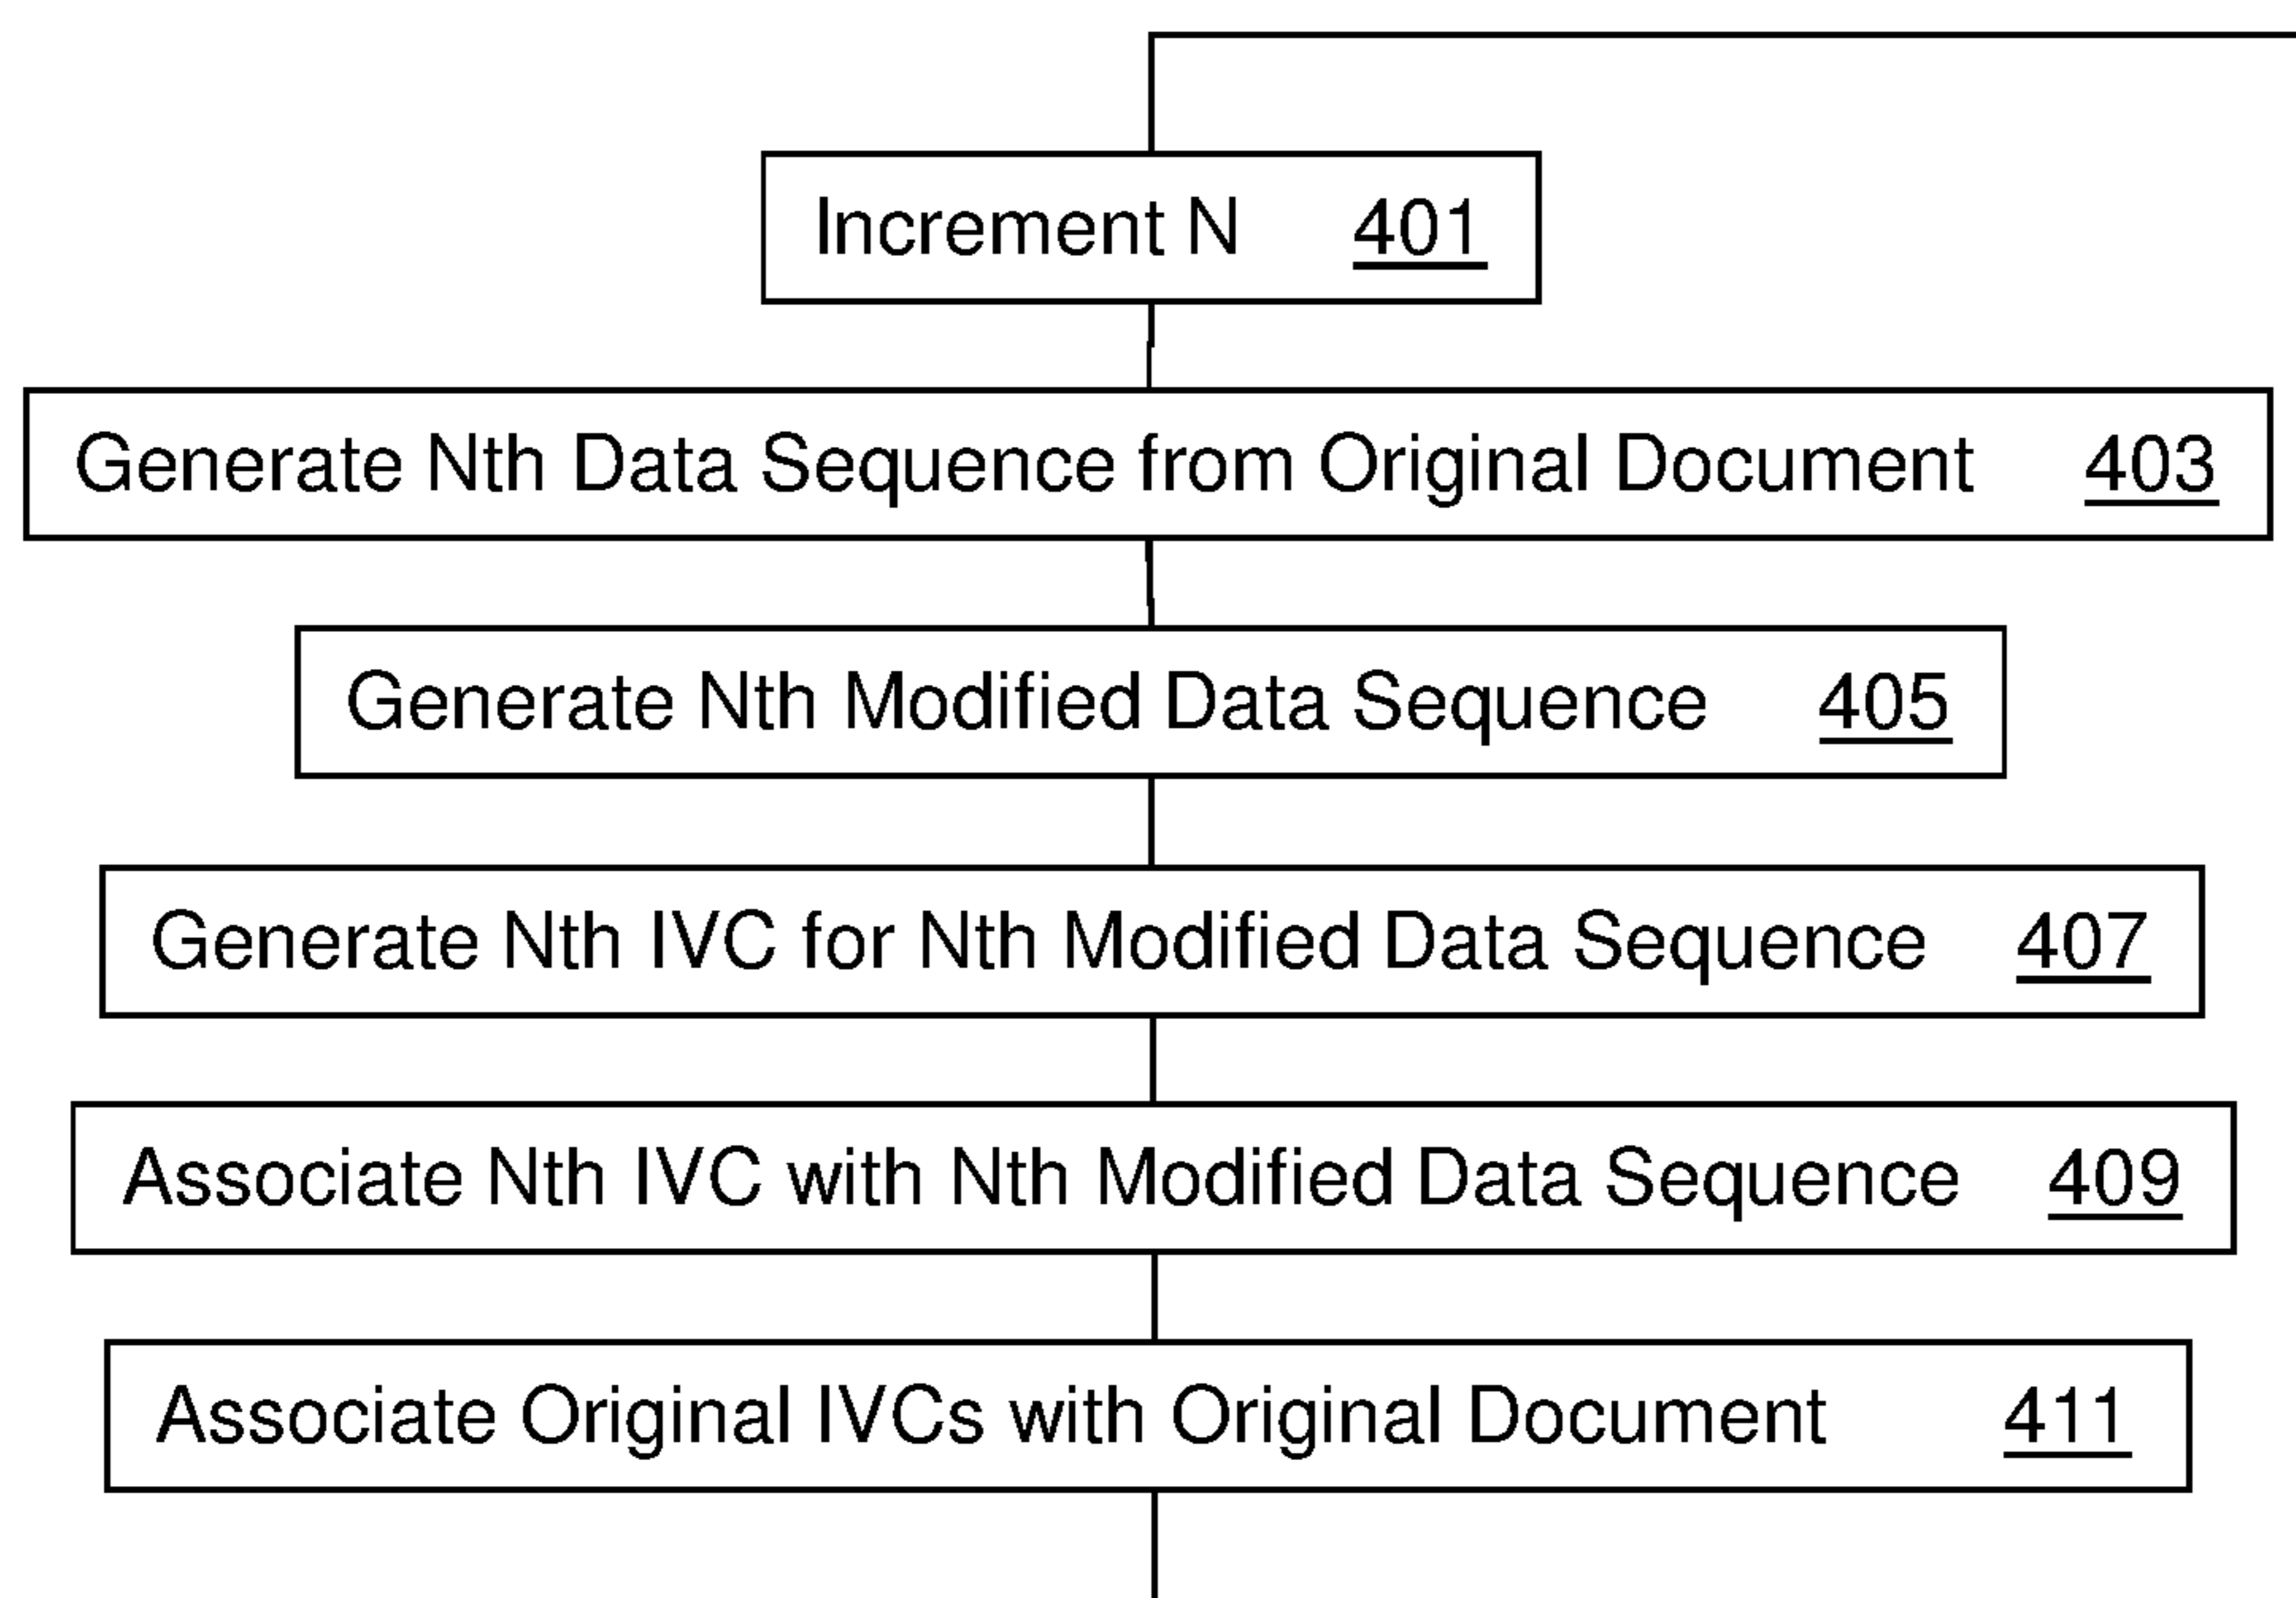 Increment N 401
Generate Nth Data Sequence from Original Document 403
Generate Nth Modified Data Sequence 405
Generate Nth IVC for Nth Modified Data Sequence 407
Associate Nth IVC with Nth Modified Data Sequence 409
Associate Original IVCs with Original Document 411